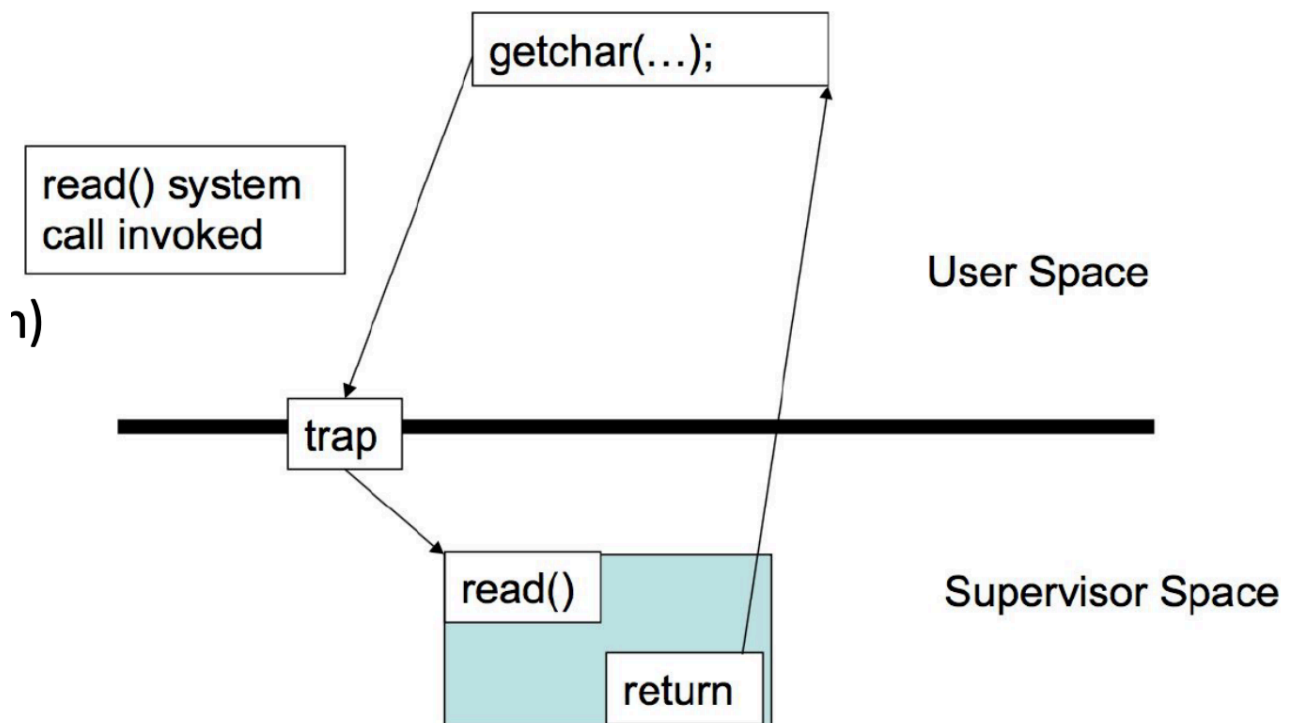 getchar(…);
read() system
call invoked
User Space
)
trap
read()
Supervisor Space
return